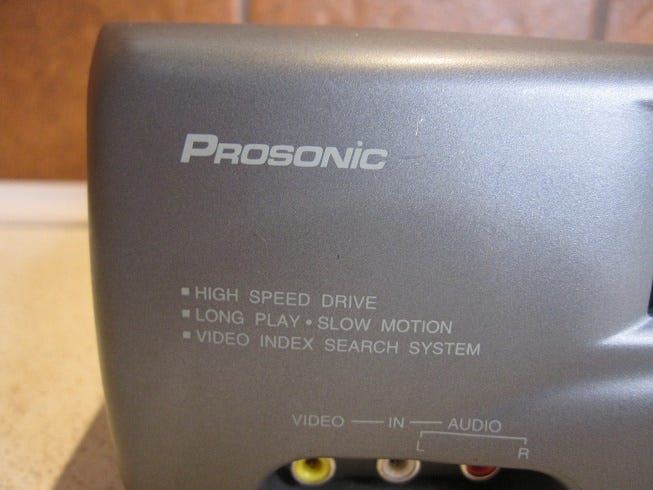 PROSONiC
▪ HIGH SPEED DRIVE
▪ LONG PLAY • SLOW MOTION
▪ VIDEO INDEX SEARCH SYSTEM
VIDEO — IN — AUDIO
L R